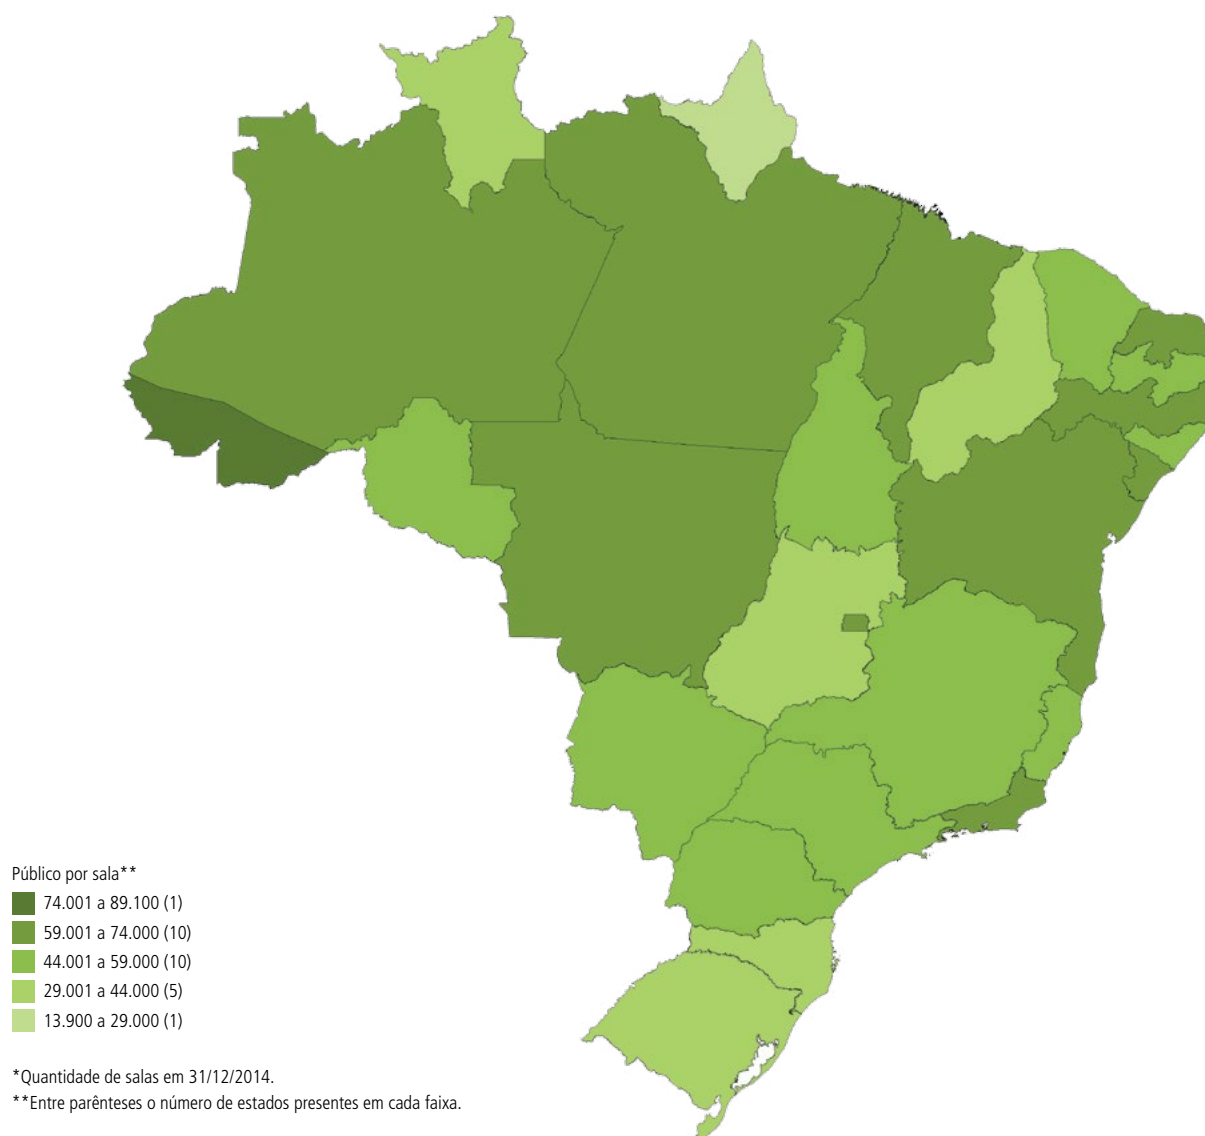 Público por sala**
74.001 a 89.100 (1)
59.001 a 74.000 (10)
44.001 a 59.000 (10)
29.001 a 44.000 (5)
13.900 a 29.000 (1)
*Quantidade de salas em 31/12/2014.
**Entre parênteses o número de estados presentes em cada faixa.